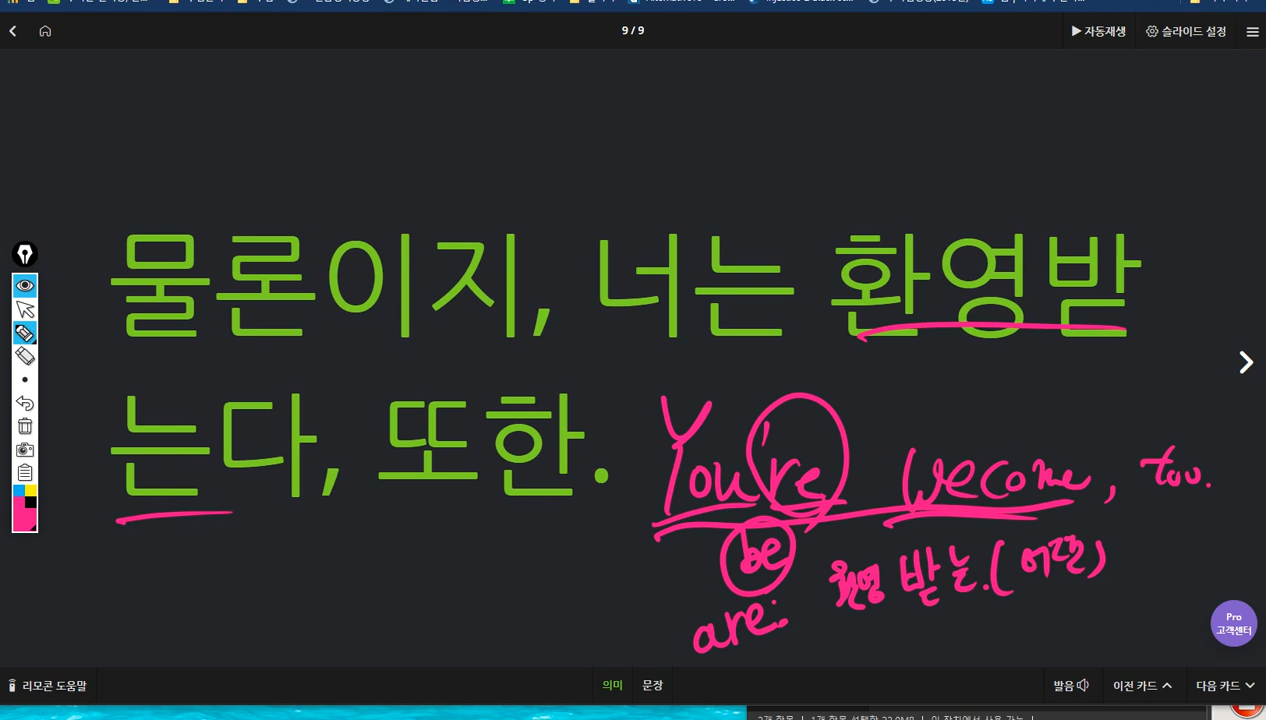 9 / 9
자동재생
슬라이드 설정
물론이지, 너는 환영받
는다, 또한.
You're wecome, too.
be
환영 받는.(어떨)
are:
Pro
고객센터
리모콘 도움말
의미
문장
발음
이전 카드
다음 카드